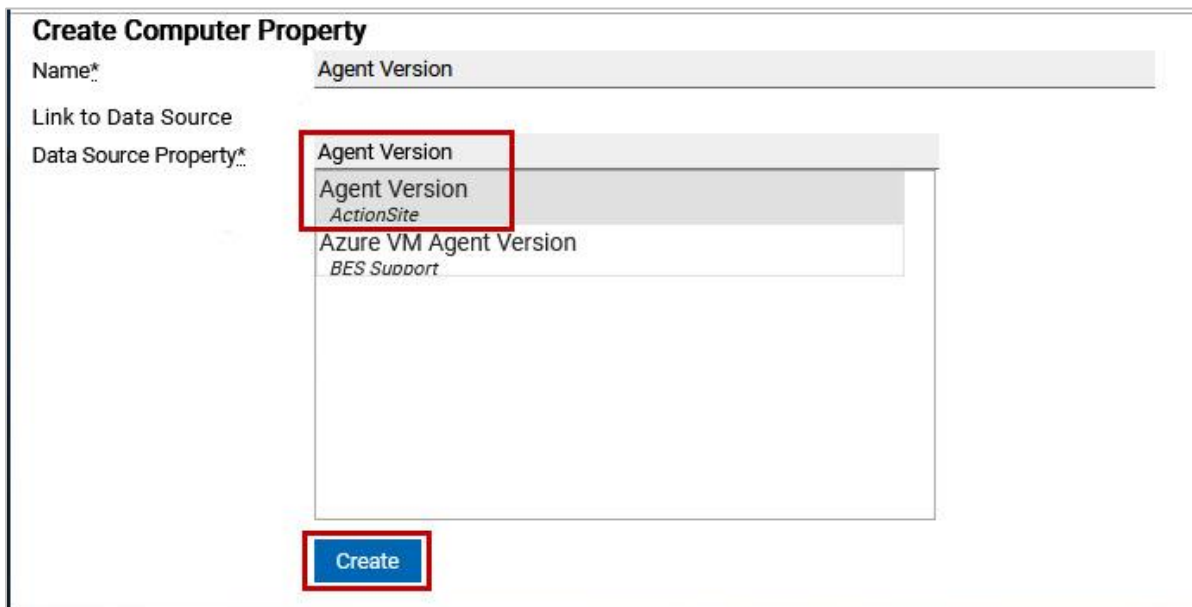 Create Computer Property
Name* Agent Version
Link to Data Source
Data Source Property* Agent Version
Agent Version
ActionSite
Azure VM Agent Version
BES Support
Create